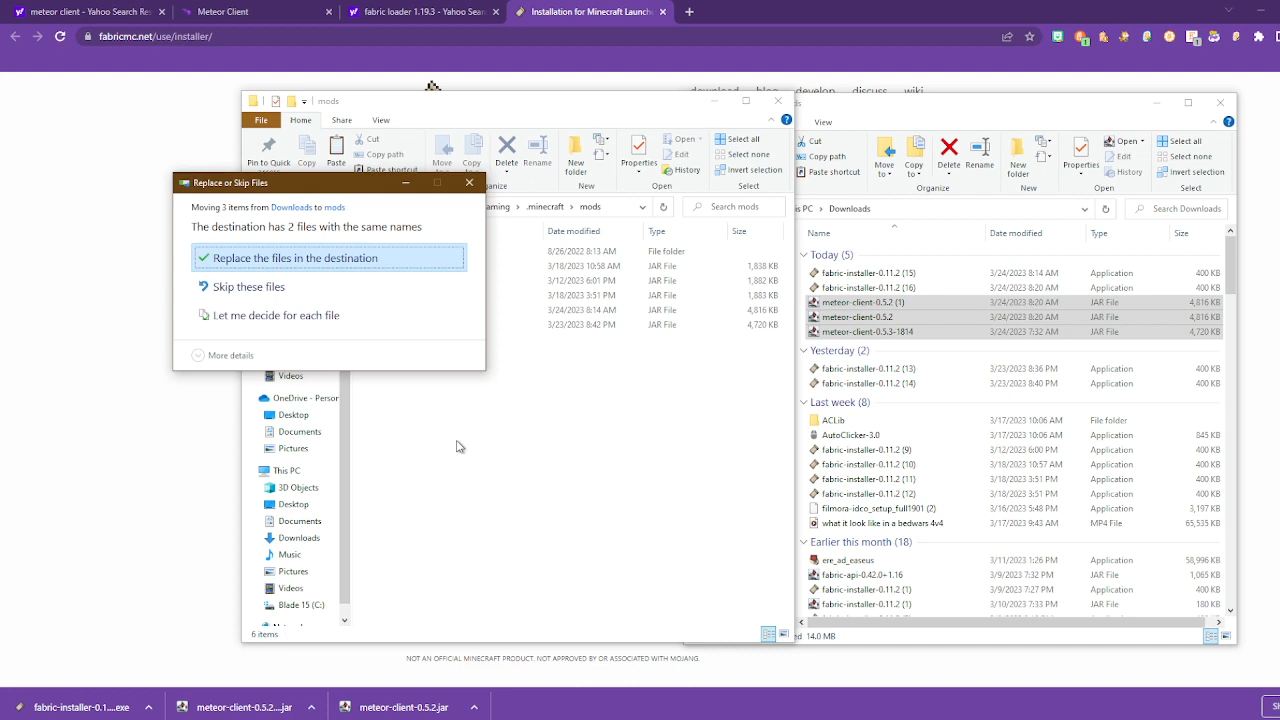 meteor client - Yahoo Search Res
Meteor Client
fabric loader 1.19.3 - Yahoo Sear
Installation for Minecraft Launch
fabricmc.net/use/installer/
download blog develop discuss wiki
mods
File Home Share View
Pin to Quick Copy Paste Cut Copy path Paste shortcut Move Copy Delete Rename New folder Properties Open Edit History Select all Select none Invert selection
Organize New Open Select
.minecraft > mods
Search mods
Date modified Type Size
8/26/2022 8:13 AM File folder
3/18/2023 10:58 AM JAR File 1,838 KB
3/12/2023 6:01 PM JAR File 1,882 KB
3/18/2023 3:51 PM JAR File 1,883 KB
3/24/2023 8:14 AM JAR File 4,816 KB
3/23/2023 8:42 PM JAR File 4,720 KB
Replace or Skip Files
Moving 3 items from Downloads to mods
The destination has 2 files with the same names
Replace the files in the destination
Skip these files
Let me decide for each file
More details
Videos
OneDrive - Person
Desktop
Documents
Pictures
This PC
3D Objects
Desktop
Documents
Downloads
Music
Pictures
Videos
Blade 15 (C:)
6 items
View
Cut
Copy path
Paste shortcut
Move to Copy to Delete Rename New folder Properties Open Edit History Select all Select none Invert selection
Organize New Open Select
is PC > Downloads
Search Downloads
Name Date modified Type Size
Today (5)
fabric-installer-0.11.2 (15) 3/24/2023 8:14 AM Application 400 KB
fabric-installer-0.11.2 (16) 3/24/2023 8:20 AM Application 400 KB
meteor-client-0.5.2 (1) 3/24/2023 8:20 AM JAR File 4,816 KB
meteor-client-0.5.2 3/24/2023 8:20 AM JAR File 4,816 KB
meteor-client-0.5.3-1814 3/24/2023 7:32 AM JAR File 4,720 KB
Yesterday (2)
fabric-installer-0.11.2 (13) 3/23/2023 8:36 PM Application 400 KB
fabric-installer-0.11.2 (14) 3/23/2023 8:40 PM Application 400 KB
Last week (8)
ACLib 3/17/2023 10:06 AM File folder
AutoClicker-3.0 3/17/2023 10:06 AM Application 845 KB
fabric-installer-0.11.2 (9) 3/12/2023 6:00 PM Application 400 KB
fabric-installer-0.11.2 (10) 3/18/2023 10:57 AM Application 400 KB
fabric-installer-0.11.2 (11) 3/18/2023 3:51 PM Application 400 KB
fabric-installer-0.11.2 (12) 3/18/2023 3:51 PM Application 400 KB
filmora-idco_setup_full1901 (2) 3/16/2023 5:48 PM Application 3,197 KB
what it look like in a bedwars 4v4 3/17/2023 9:43 AM MP4 File 65,535 KB
Earlier this month (18)
ere_ad_easeus 3/11/2023 1:26 PM Application 58,996 KB
fabric-api-0.42.0+1.16 3/9/2023 7:32 PM JAR File 1,065 KB
fabric-installer-0.11.2 (1) 3/9/2023 7:27 PM Application 400 KB
fabric-installer-0.11.2 (1) 3/10/2023 7:33 PM JAR File 180 KB
14.0 MB
NOT AN OFFICIAL MINECRAFT PRODUCT. NOT APPROVED BY OR ASSOCIATED WITH MOJANG.
fabric-installer-0.1....exe
meteor-client-0.5.2....jar
meteor-client-0.5.2.jar